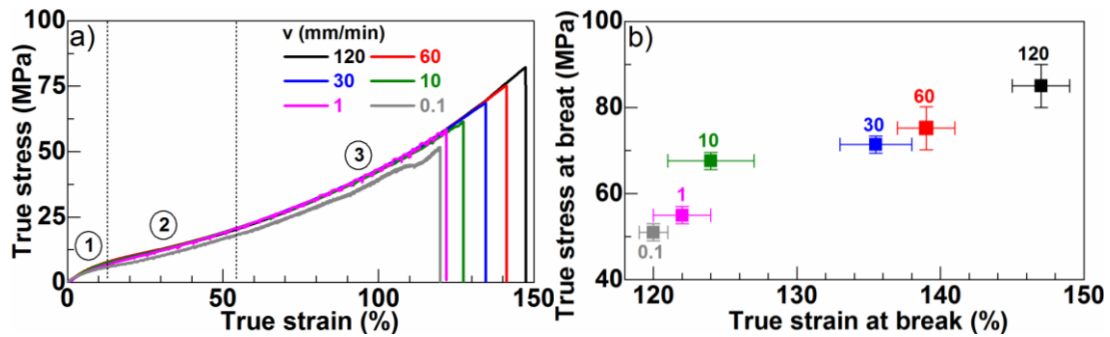 a)
True stress (MPa)
100
75
50
25
0
v (mm/min)
120 60
30 10
1 0.1
1
2
3
0 50 100 150
True strain (%)
b)
True stress at breat (MPa)
100
80
60
40
120
60
30
10
1
0.1
120 130 140 150
True strain at break (%)